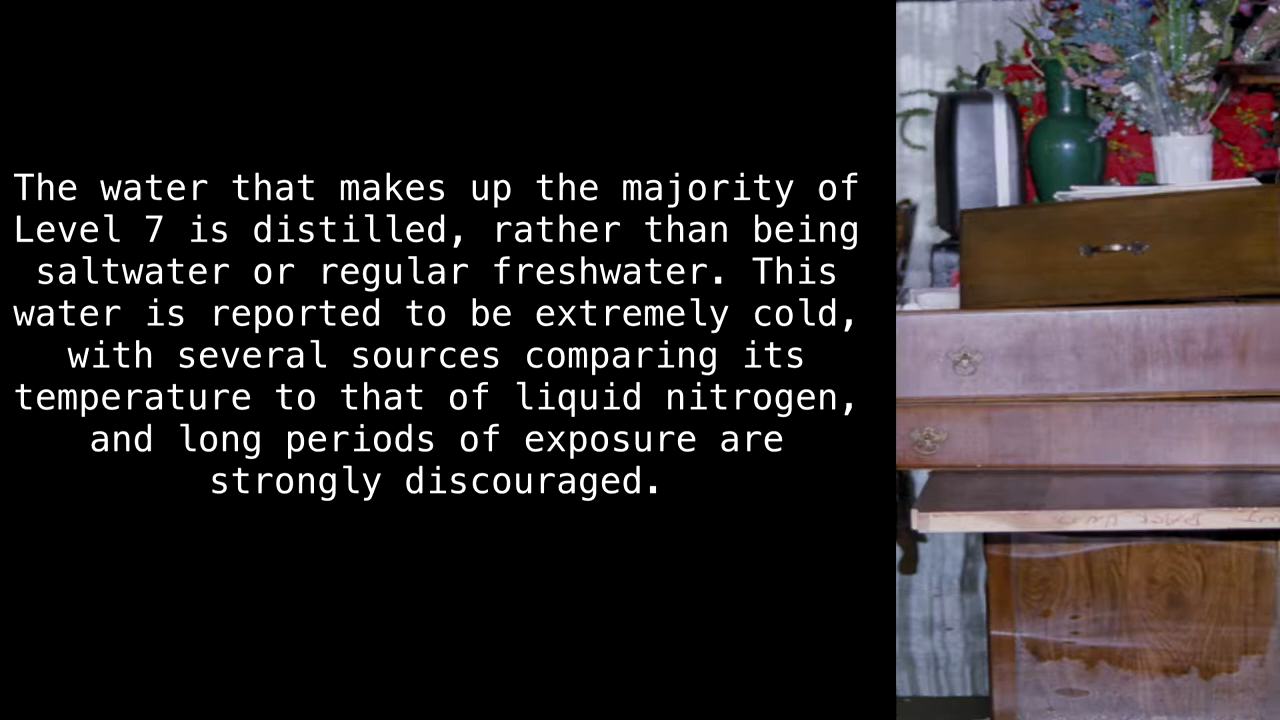 The water that makes up the majority of
Level 7 is distilled, rather than being
saltwater or regular freshwater. This
water is reported to be extremely cold,
with several sources comparing its
temperature to that of liquid nitrogen,
and long periods of exposure are
strongly discouraged.